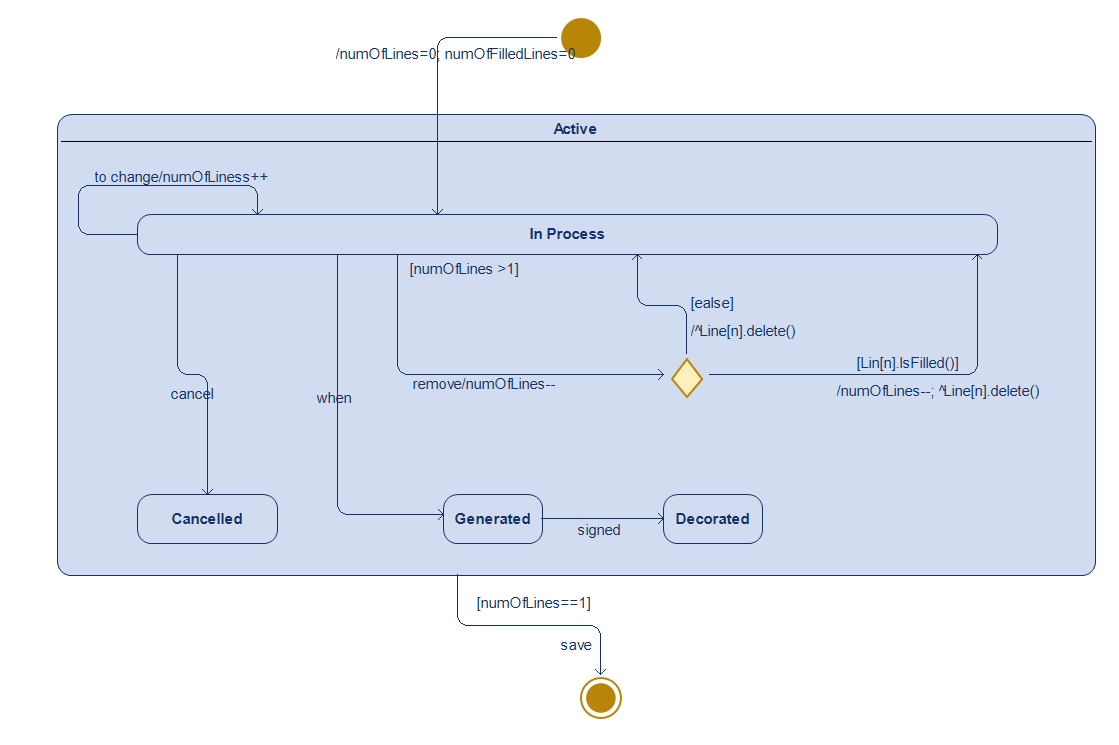 /numOfLines=0; numOfFilledLines=0
Active
to change/numOfLiness++
In Process
[numOfLines >1]
[ealse]
/^Line[n].delete()
[Lin[n].IsFilled()]
remove/numOfLines--
/numOfLines--; ^Line[n].delete()
cancel
when
Cancelled
Generated
Decorated
signed
[numOfLines==1]
save